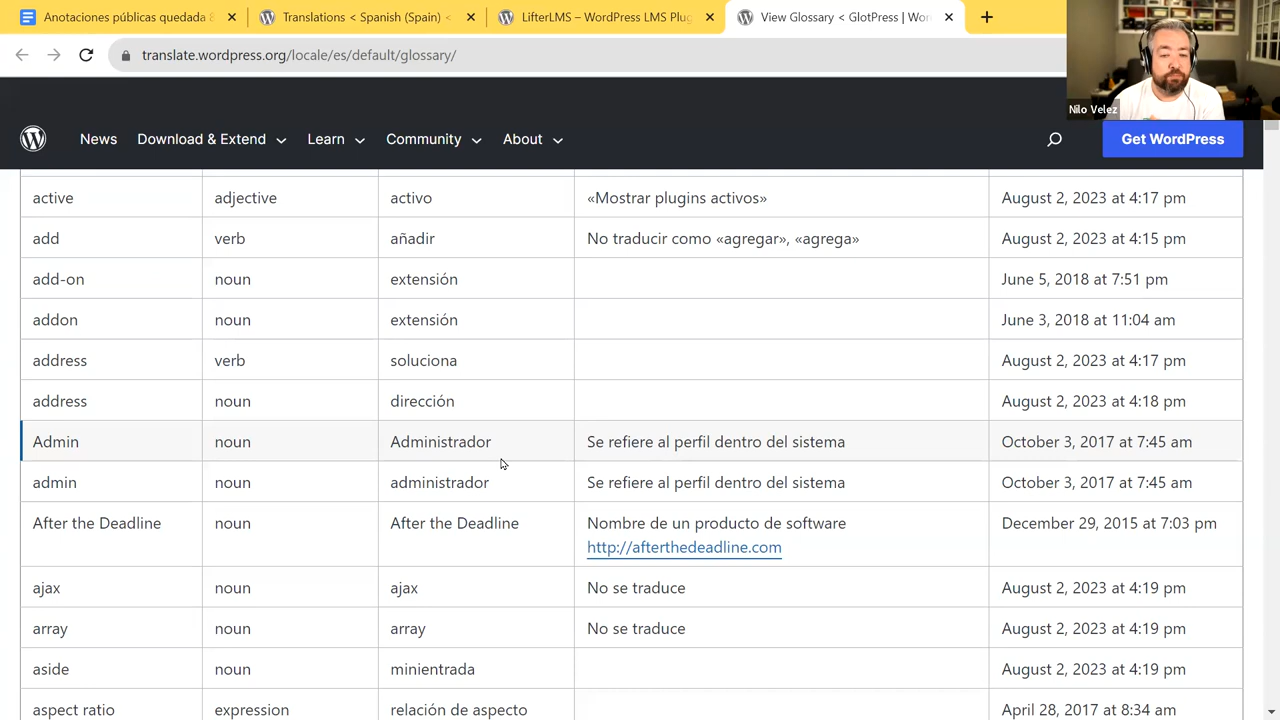 Anotaciones públicas quedada 8
Translations < Spanish (Spain) <
LifterLMS – WordPress LMS Plug
View Glossary < GlotPress | Wor
translate.wordpress.org/locale/es/default/glossary/
Nilo Velez
News Download & Extend Learn Community About Get WordPress
active adjective activo «Mostrar plugins activos» August 2, 2023 at 4:17 pm
add verb añadir No traducir como «agregar», «agrega» August 2, 2023 at 4:15 pm
add-on noun extensión June 5, 2018 at 7:51 pm
addon noun extensión June 3, 2018 at 11:04 am
address verb soluciona August 2, 2023 at 4:17 pm
address noun dirección August 2, 2023 at 4:18 pm
Admin noun Administrador Se refiere al perfil dentro del sistema October 3, 2017 at 7:45 am
admin noun administrador Se refiere al perfil dentro del sistema October 3, 2017 at 7:45 am
After the Deadline noun After the Deadline Nombre de un producto de software December 29, 2015 at 7:03 pm
http://afterthedeadline.com
ajax noun ajax No se traduce August 2, 2023 at 4:19 pm
array noun array No se traduce August 2, 2023 at 4:19 pm
aside noun minientrada August 2, 2023 at 4:19 pm
aspect ratio expression relación de aspecto April 28, 2017 at 8:34 am